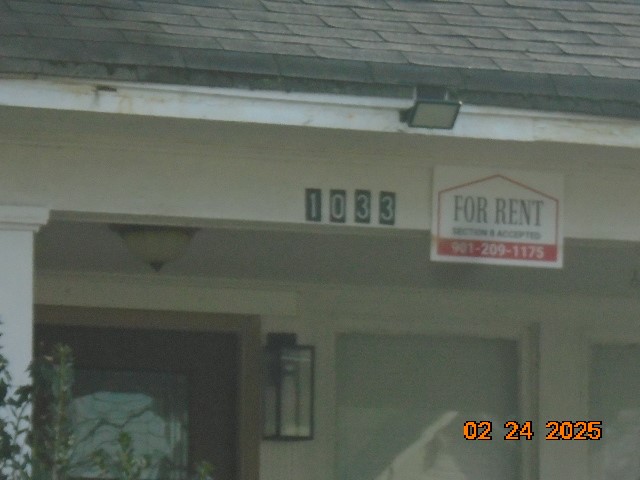 1033
FOR RENT
SECTION 8 ACCEPTED
901-209-1175
02 24 2025